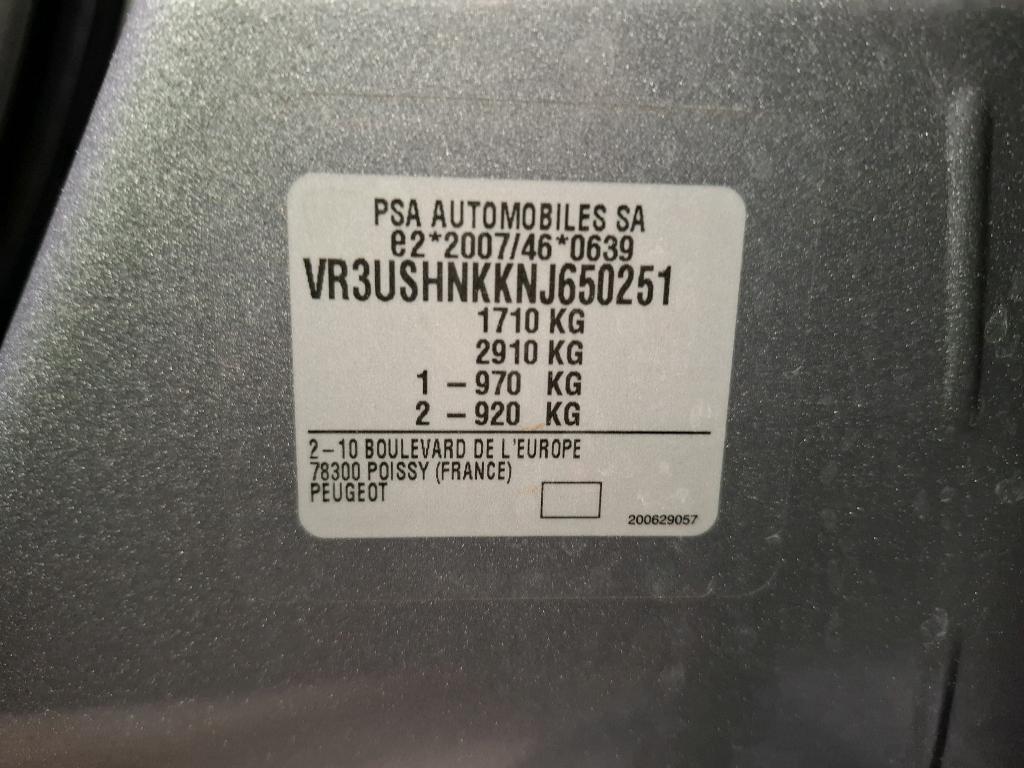 PSA AUTOMOBILES SA
e2*2007/46*0639
VR3USHNKKNJ650251
1710 KG
2910 KG
1 – 970 KG
2 – 920 KG
2–10 BOULEVARD DE L'EUROPE
78300 POISSY (FRANCE)
PEUGEOT
200629057